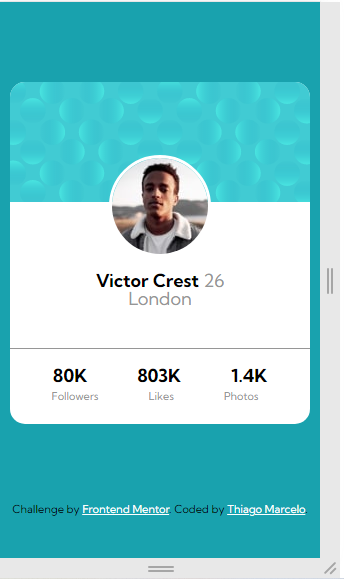 Victor Crest 26
London
80K 803K 1.4K
Followers Likes Photos
Challenge by Frontend Mentor. Coded by Thiago Marcelo.